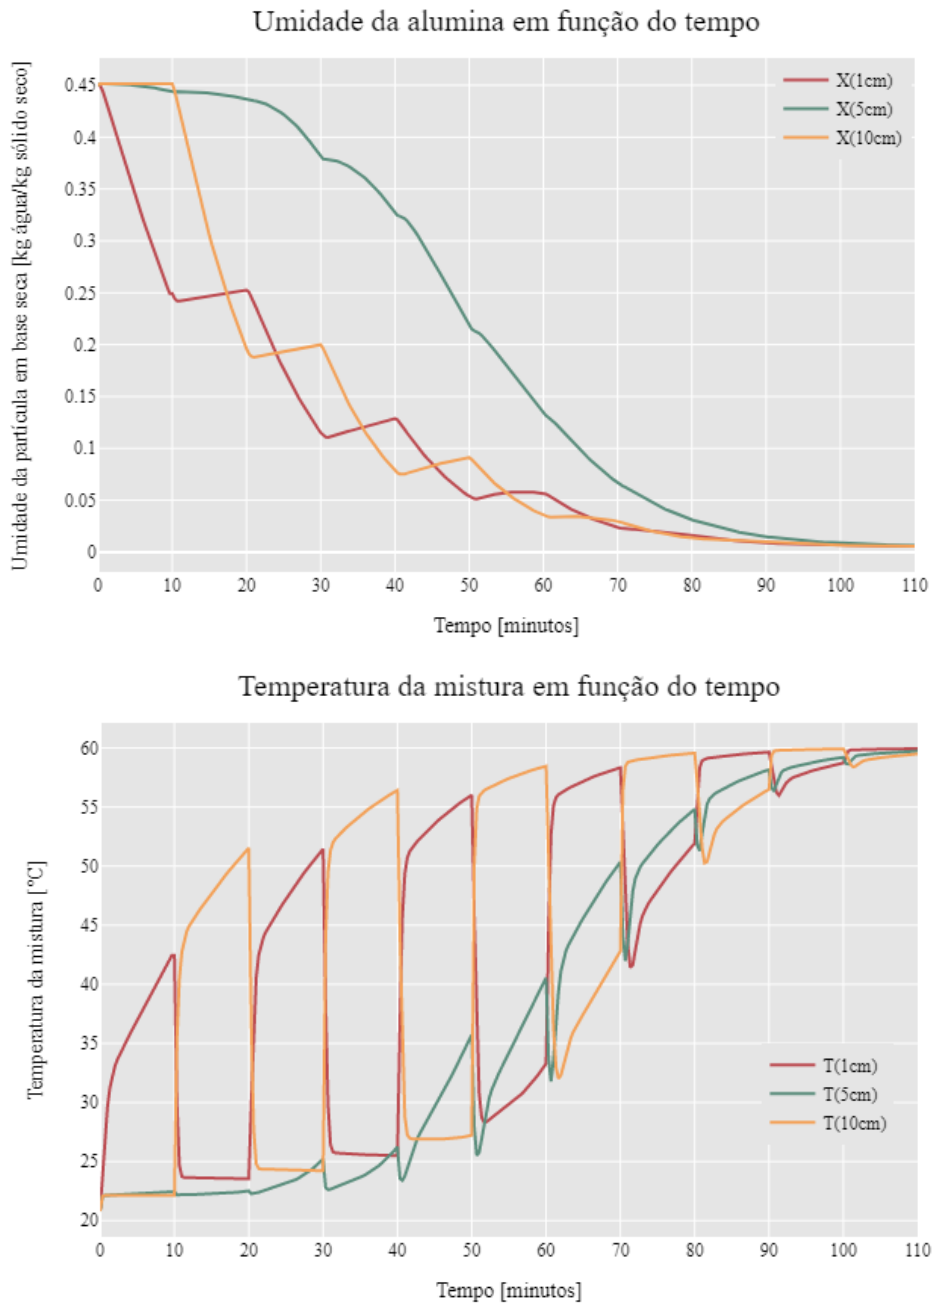 Umidade da alumina em função do tempo
Umidade da partícula em base seca [kg água/kg sólido seco]
0.45
0.4
0.35
0.3
0.25
0.2
0.15
0.1
0.05
0
X(1cm)
X(5cm)
X(10cm)
0 10 20 30 40 50 60 70 80 90 100 110
Tempo [minutos]
Temperatura da mistura em função do tempo
Temperatura da mistura [°C]
60
55
50
45
40
35
30
25
20
T(1cm)
T(5cm)
T(10cm)
0 10 20 30 40 50 60 70 80 90 100 110
Tempo [minutos]